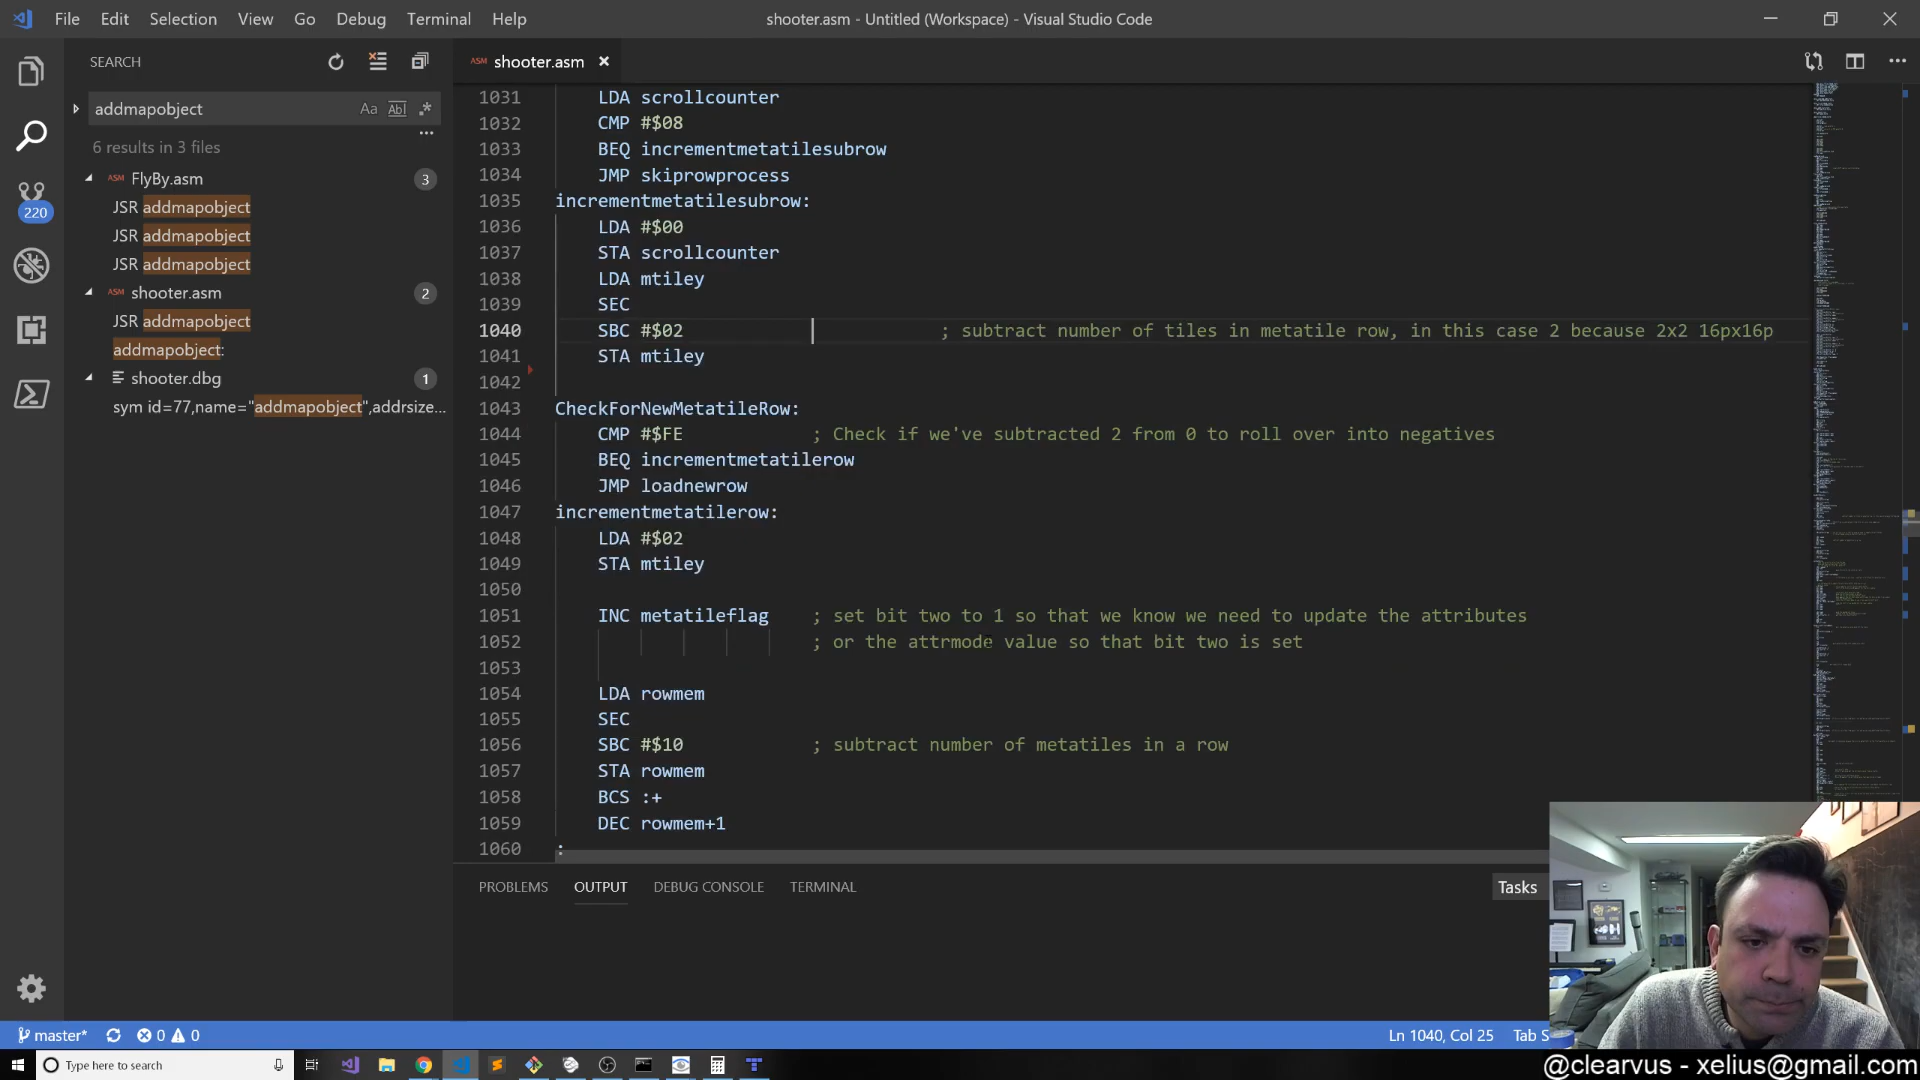 File Edit Selection View Go Debug Terminal Help
shooter.asm - Untitled (Workspace) - Visual Studio Code
SEARCH
addmapobject
Aa Abl .*
6 results in 3 files
ASM FlyBy.asm 3
JSR addmapobject
JSR addmapobject
JSR addmapobject
ASM shooter.asm 2
JSR addmapobject
addmapobject:
shooter.dbg 1
sym id=77,name="addmapobject",addrsize...
220
ASM shooter.asm
1031 LDA scrollcounter
1032 CMP #$08
1033 BEQ incrementmetatilesubrow
1034 JMP skiprowprocess
1035 incrementmetatilesubrow:
1036 LDA #$00
1037 STA scrollcounter
1038 LDA mtiley
1039 SEC
1040 SBC #$02 ; subtract number of tiles in metatile row, in this case 2 because 2x2 16px16p
1041 STA mtiley
1042
1043 CheckForNewMetatileRow:
1044 CMP #$FE ; Check if we've subtracted 2 from 0 to roll over into negatives
1045 BEQ incrementmetatilerow
1046 JMP loadnewrow
1047 incrementmetatilerow:
1048 LDA #$02
1049 STA mtiley
1050
1051 INC metatileflag ; set bit two to 1 so that we know we need to update the attributes
1052 ; or the attrmode value so that bit two is set
1053
1054 LDA rowmem
1055 SEC
1056 SBC #$10 ; subtract number of metatiles in a row
1057 STA rowmem
1058 BCS :+
1059 DEC rowmem+1
1060 :
PROBLEMS OUTPUT DEBUG CONSOLE TERMINAL
Tasks
master* 0 0
Ln 1040, Col 25 Tab S
Type here to search
@clearvus - xelius@gmail.com